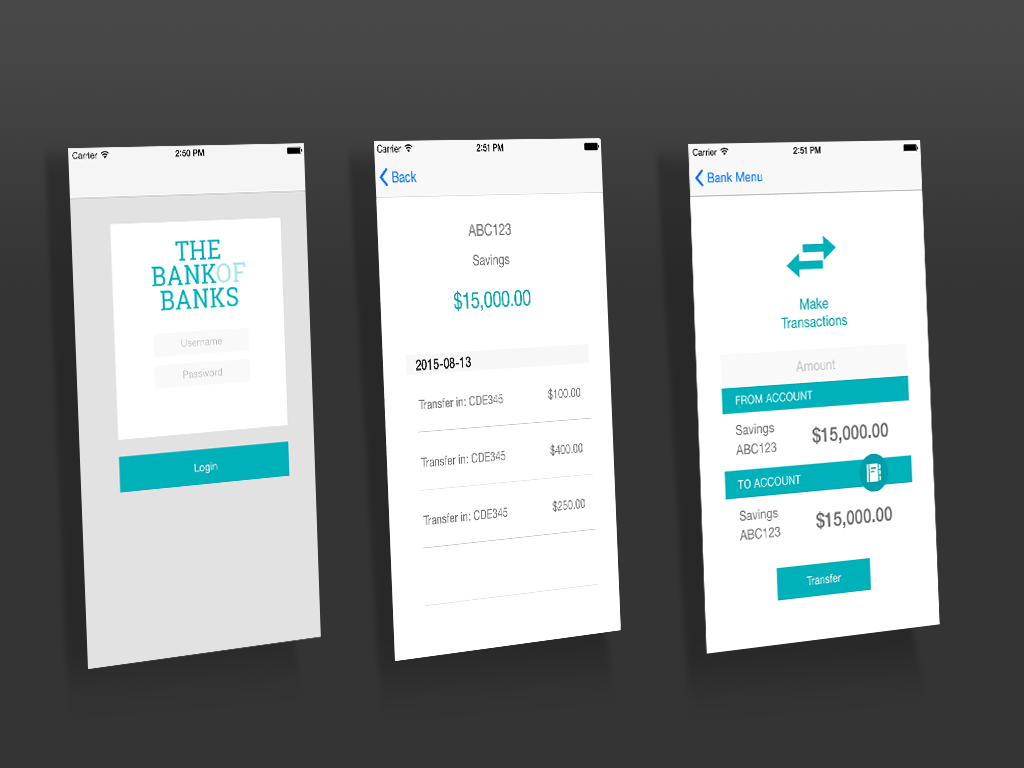 Carrier
2:50 PM
THE
BANKOF
BANKS
Username
Password
Login
Carrier
2:51 PM
Back
ABC123
Savings
$15,000.00
2015-08-13
Transfer in: CDE345 $100.00
Transfer in: CDE345 $400.00
Transfer in: CDE345 $250.00
Carrier
2:51 PM
Bank Menu
Make
Transactions
Amount
FROM ACCOUNT
Savings
ABC123
$15,000.00
TO ACCOUNT
Savings
ABC123
$15,000.00
Transfer